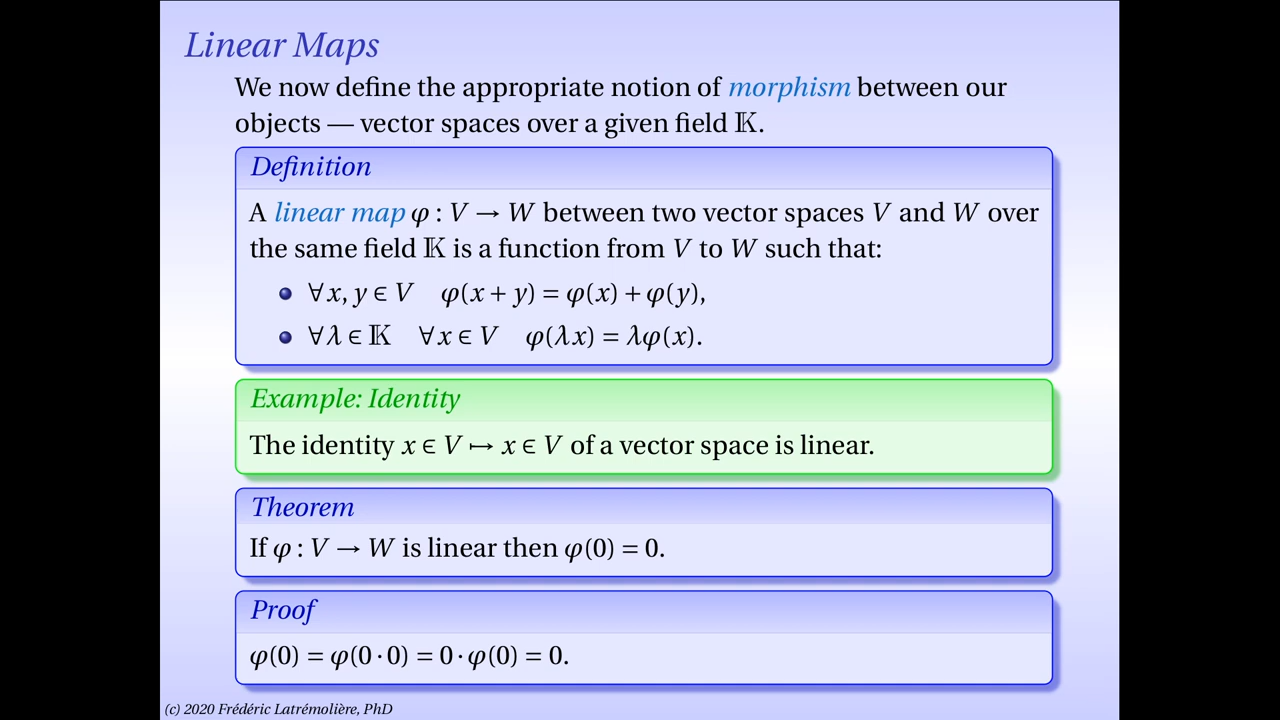 Linear Maps
We now define the appropriate notion of morphism between our
objects — vector spaces over a given field 𝕂.
Definition
A linear map φ : V → W between two vector spaces V and W over
the same field 𝕂 is a function from V to W such that:
• ∀x, y ∈ V φ(x + y) = φ(x) + φ(y),
• ∀λ ∈ 𝕂 ∀x ∈ V φ(λx) = λφ(x).
Example: Identity
The identity x ∈ V ↦ x ∈ V of a vector space is linear.
Theorem
If φ : V → W is linear then φ(0) = 0.
Proof
φ(0) = φ(0 · 0) = 0 · φ(0) = 0.
(c) 2020 Frédéric Latrémolière, PhD